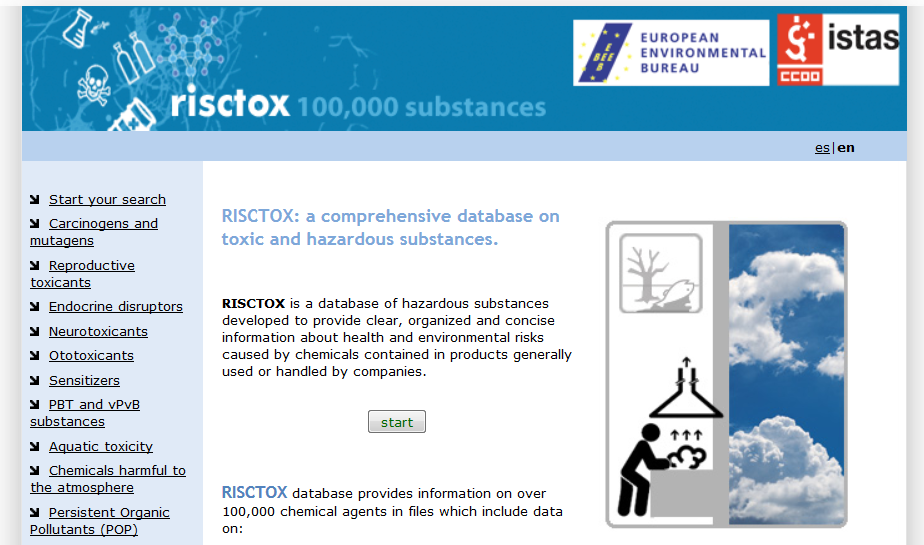 EUROPEAN
ENVIRONMENTAL
BUREAU
E
EEB
B
istas
CCOO
risctox 100,000 substances
es|en
Start your search
Carcinogens and
mutagens
Reproductive
toxicants
Endocrine disruptors
Neurotoxicants
Ototoxicants
Sensitizers
PBT and vPvB
substances
Aquatic toxicity
Chemicals harmful to
the atmosphere
Persistent Organic
Pollutants (POP)
RISCTOX: a comprehensive database on
toxic and hazardous substances.
RISCTOX is a database of hazardous substances
developed to provide clear, organized and concise
information about health and environmental risks
caused by chemicals contained in products generally
used or handled by companies.
start
RISCTOX database provides information on over
100,000 chemical agents in files which include data
on: